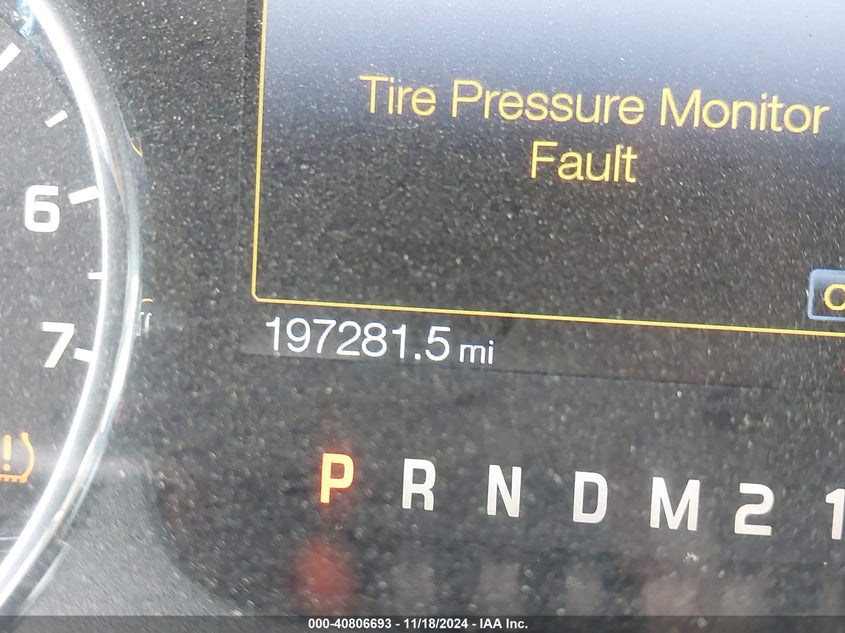 Tire Pressure Monitor
Fault
6
7
197281.5 mi
P R N D M 2 1
000-40806693 - 11/18/2024 - IAA Inc.